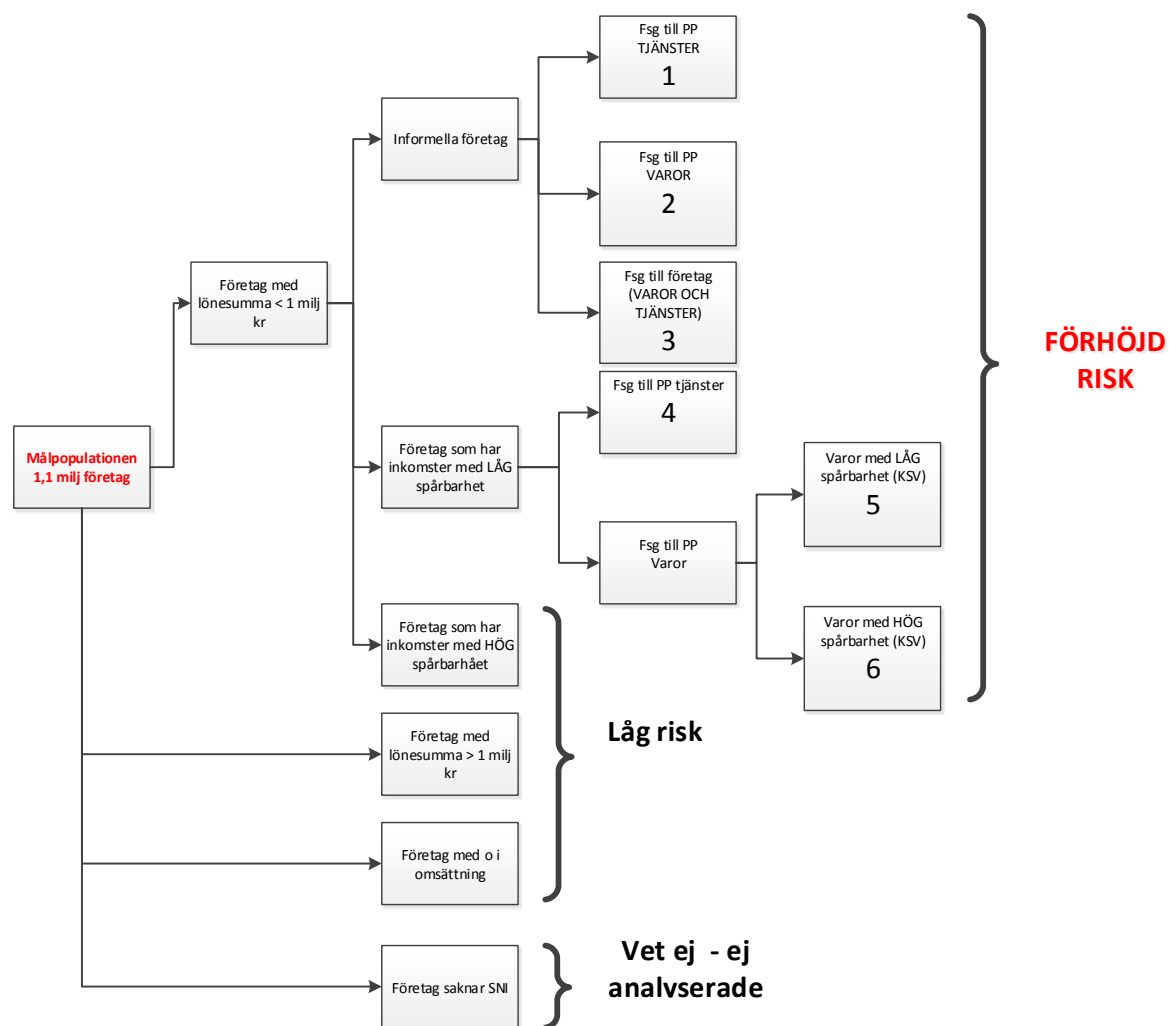 Fsg till PP
TJÄNSTER
1
Informella företag
Fsg till PP
VAROR
2
Företag med
lönesumma < 1 milj
kr
Fsg till företag
(VAROR OCH
TJÄNSTER)
3
FÖRHÖJD
RISK
Fsg till PP tjänster
4
Målpopulationen
1,1 milj företag
Företag som har
inkomster med LÅG
spårbarhet
Varor med LÅG
spårbarhet (KSV)
5
Fsg till PP
Varor
Företag som har
inkomster med HÖG
spårbarhået
Varor med HÖG
spårbarhet (KSV)
6
Låg risk
Företag med
lönesumma > 1 milj
kr
Företag med o i
omsättning
Vet ej - ej
analvserade
Företag saknar SNI